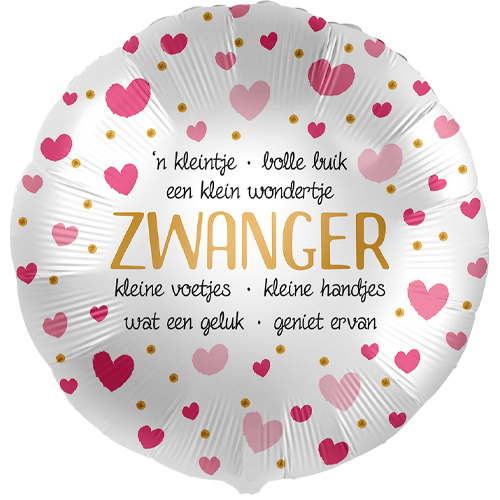 'n kleintje · bolle buik
een klein wondertje
ZWANGER
kleine voetjes · kleine handjes
wat een geluk · geniet ervan